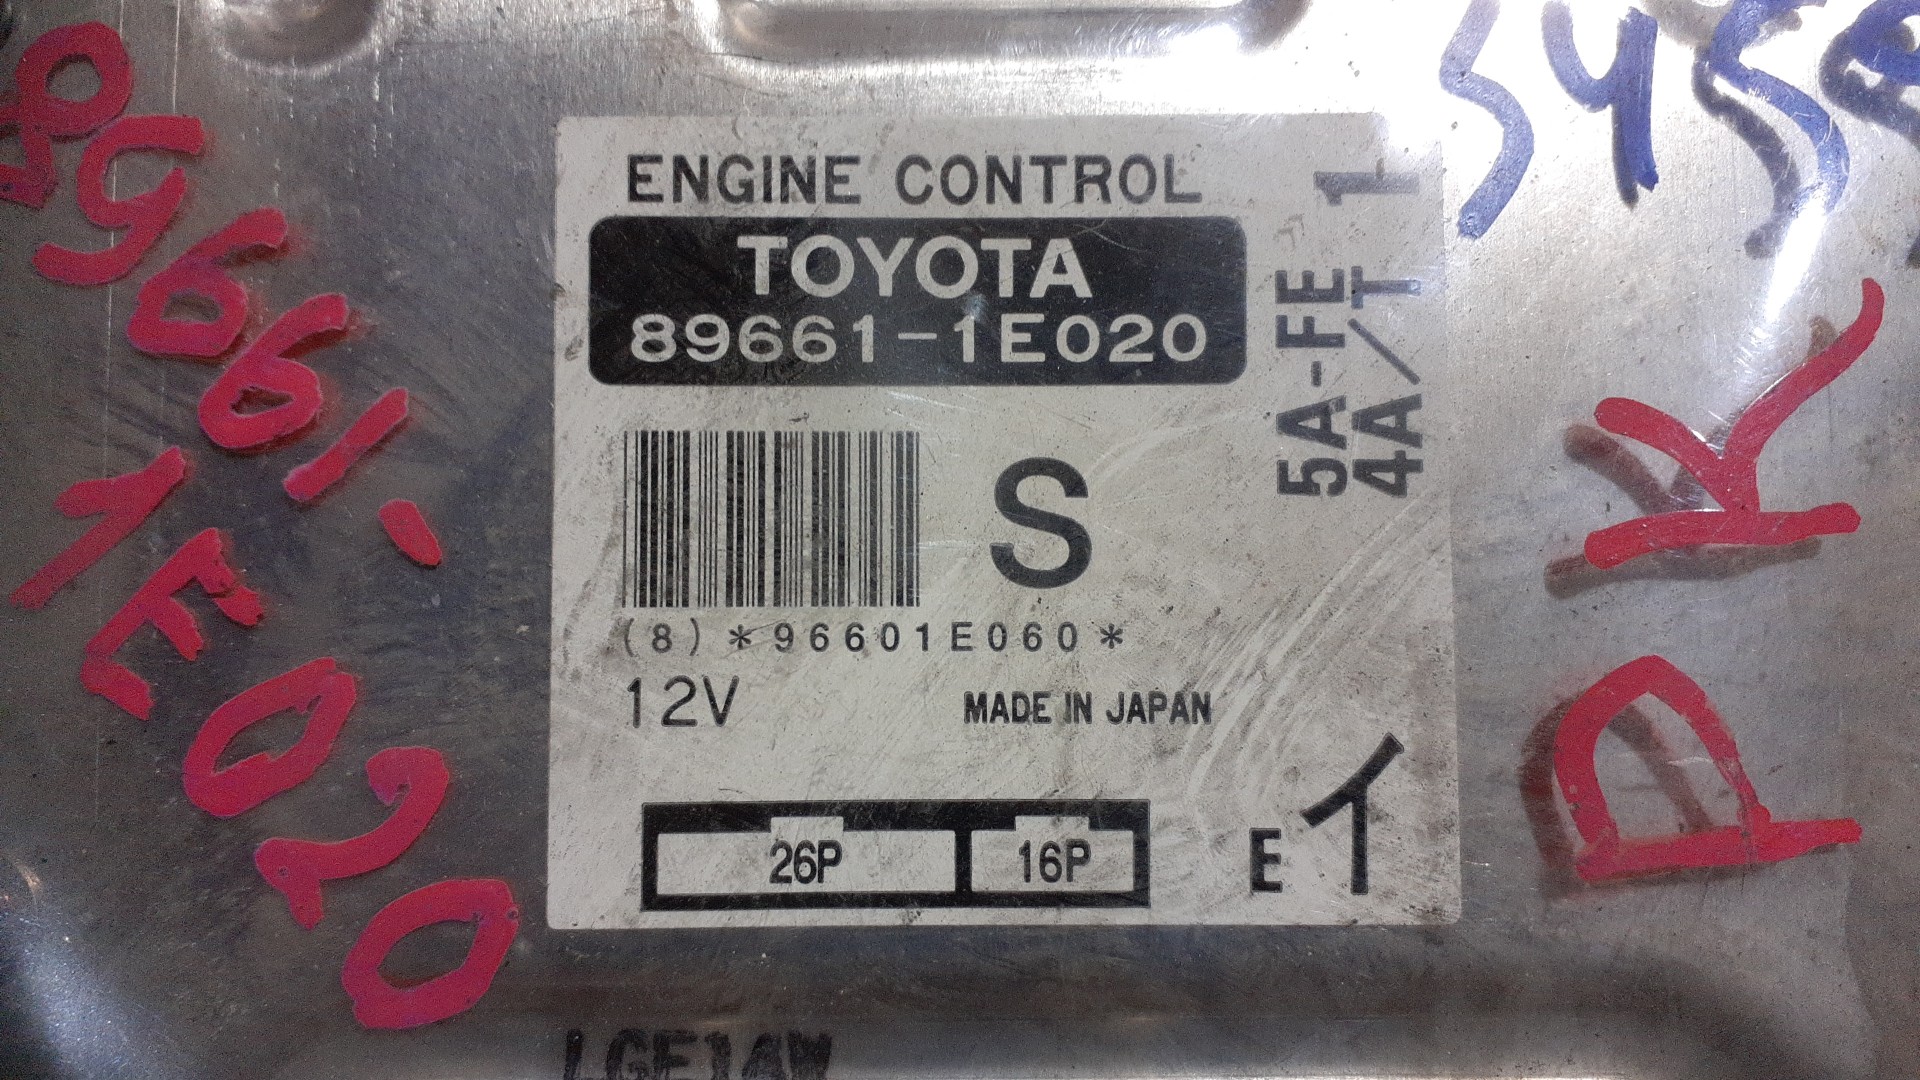 ENGINE CONTROL
TOYOTA
89661-1E020
5A-FE 1
4A/T
S
(8) *96601E060*
12V
MADE IN JAPAN
26P 16P
E イ
89661-
1E020
DK